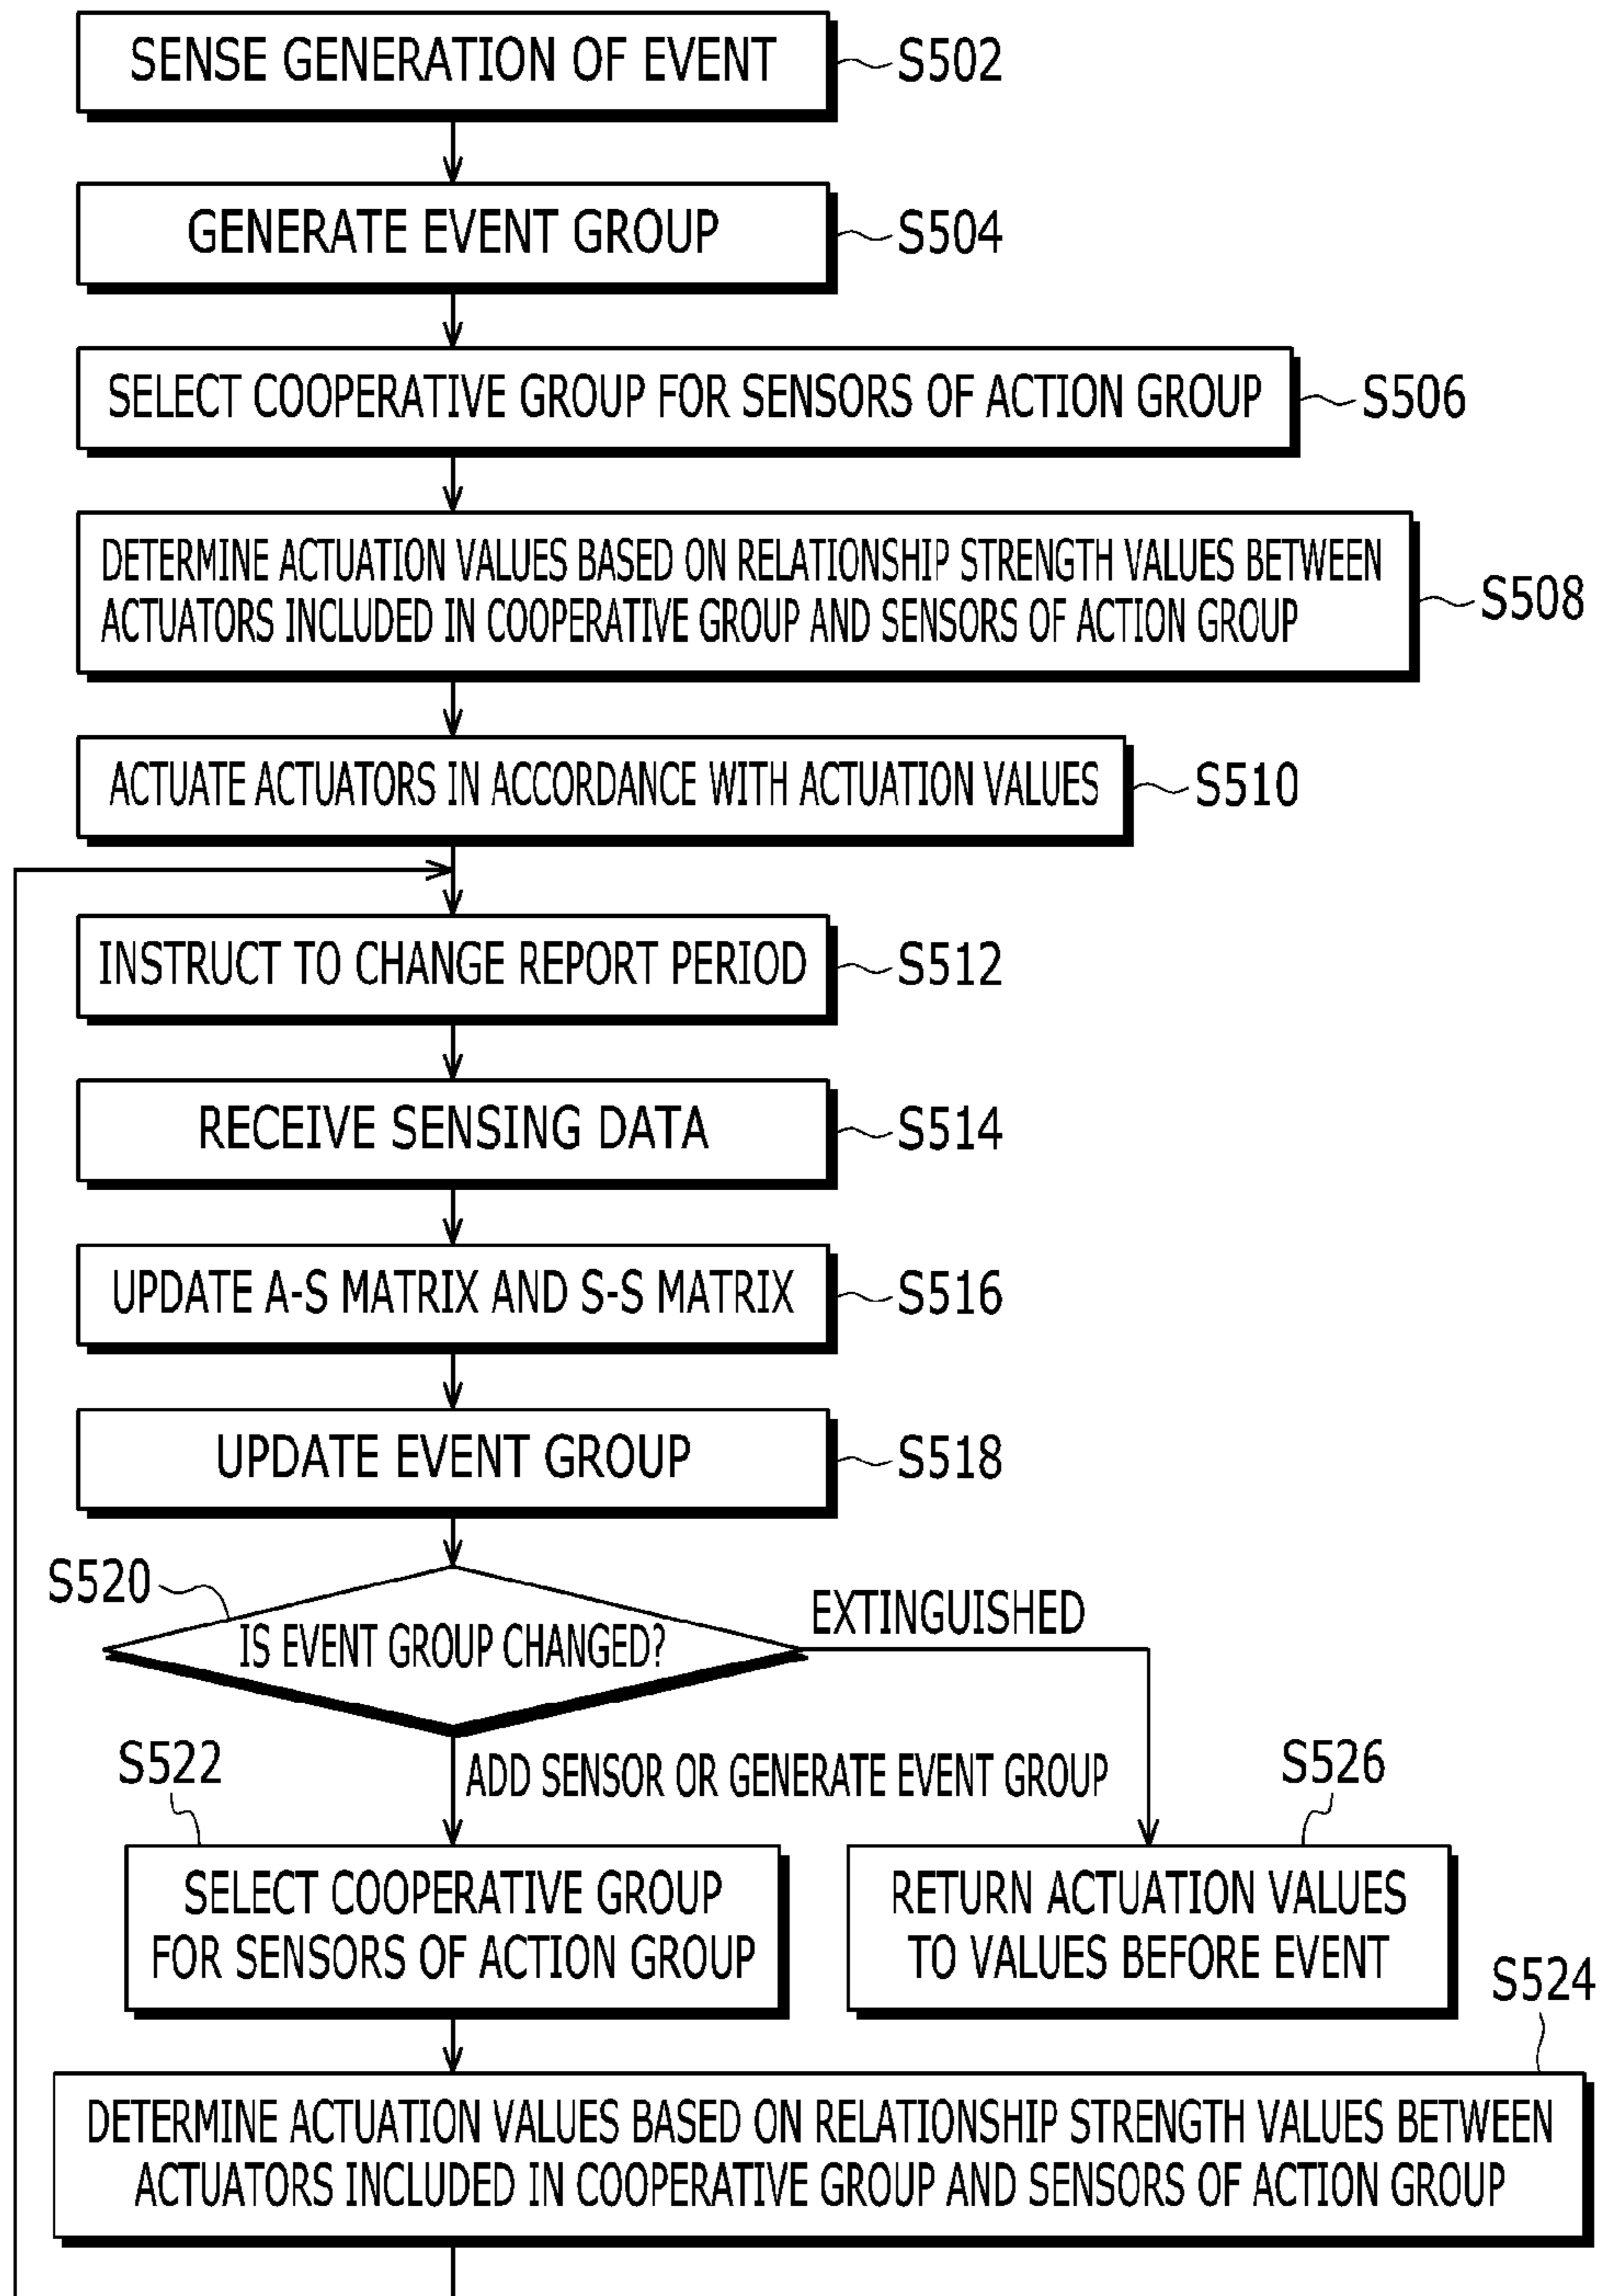 SENSE GENERATION OF EVENT
S502
GENERATE EVENT GROUP
S504
SELECT COOPERATIVE GROUP FOR SENSORS OF ACTION GROUP
S506
DETERMINE ACTUATION VALUES BASED ON RELATIONSHIP STRENGTH VALUES BETWEEN
ACTUATORS INCLUDED IN COOPERATIVE GROUP AND SENSORS OF ACTION GROUP
S508
ACTUATE ACTUATORS IN ACCORDANCE WITH ACTUATION VALUES
S510
INSTRUCT TO CHANGE REPORT PERIOD
S512
RECEIVE SENSING DATA
S514
UPDATE A-S MATRIX AND S-S MATRIX
S516
UPDATE EVENT GROUP
S518
S520
IS EVENT GROUP CHANGED?
EXTINGUISHED
ADD SENSOR OR GENERATE EVENT GROUP
S522
SELECT COOPERATIVE GROUP
FOR SENSORS OF ACTION GROUP
S526
RETURN ACTUATION VALUES
TO VALUES BEFORE EVENT
S524
DETERMINE ACTUATION VALUES BASED ON RELATIONSHIP STRENGTH VALUES BETWEEN
ACTUATORS INCLUDED IN COOPERATIVE GROUP AND SENSORS OF ACTION GROUP